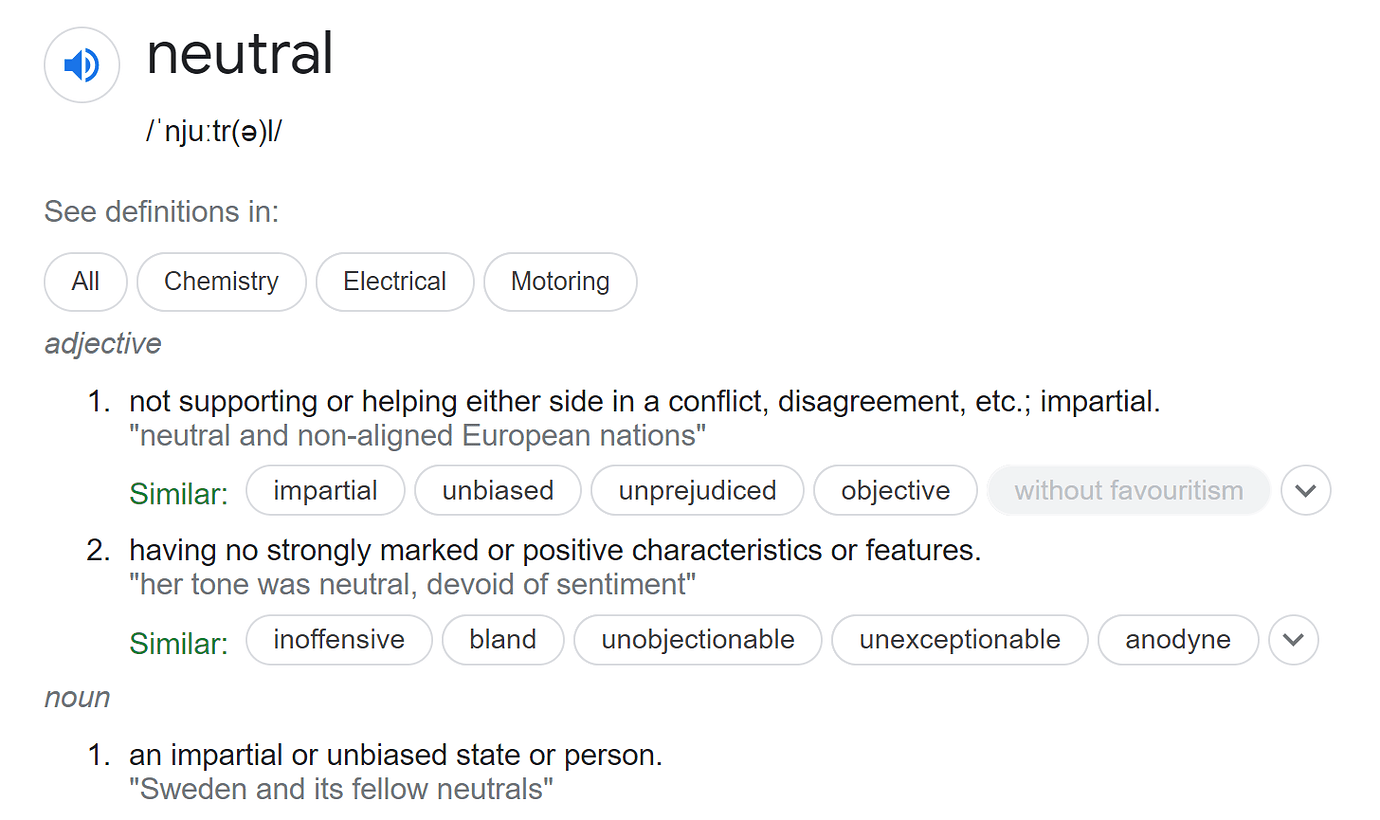 neutral
/ˈnjuːtr(ə)l/
See definitions in:
All Chemistry Electrical Motoring
adjective
1. not supporting or helping either side in a conflict, disagreement, etc.; impartial.
"neutral and non-aligned European nations"
Similar: impartial unbiased unprejudiced objective without favouritism
2. having no strongly marked or positive characteristics or features.
"her tone was neutral, devoid of sentiment"
Similar: inoffensive bland unobjectionable unexceptionable anodyne
noun
1. an impartial or unbiased state or person.
"Sweden and its fellow neutrals"